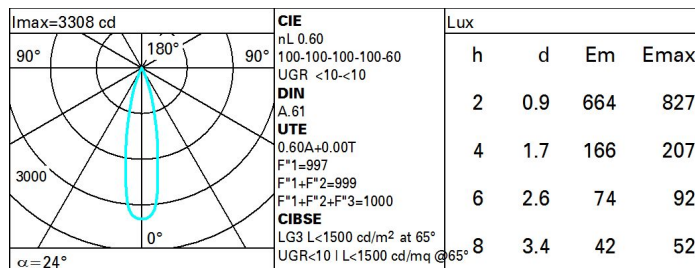 Imax=3308 cd
90°
180°
90°
3000
0°
α=24°
CIE
nL 0.60
100-100-100-100-60
UGR <10-<10
DIN
A.61
UTE
0.60A+0.00T
F"1=997
F"1+F"2=999
F"1+F"2+F"3=1000
CIBSE
LG3 L<1500 cd/m² at 65°
UGR<10 | L<1500 cd/mq @65°
Lux
h d Em Emax
2 0.9 664 827
4 1.7 166 207
6 2.6 74 92
8 3.4 42 52